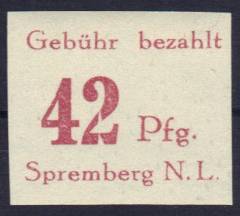 Gebühr bezahlt
42 Pfg.
Spremberg N.L.